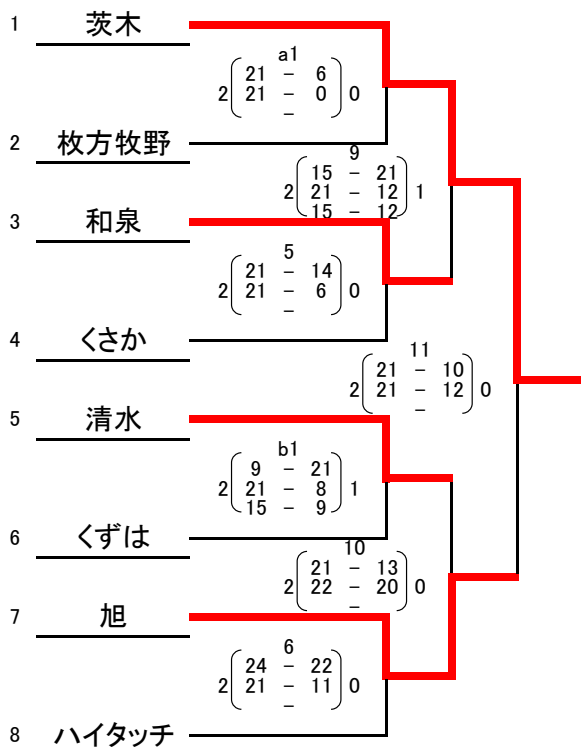 1 茨木
a1
21 － 6
2 21 － 0 0
－
2 枚方牧野
9
15 － 21
2 21 － 12 1
15 － 12
3 和泉
5
21 － 14
2 21 － 6 0
－
4 くさか
11
21 － 10
2 21 － 12 0
－
5 清水
b1
9 － 21
2 21 － 8 1
15 － 9
6 くずは
10
21 － 13
2 22 － 20 0
－
7 旭
6
24 － 22
2 21 － 11 0
－
8 ハイタッチ